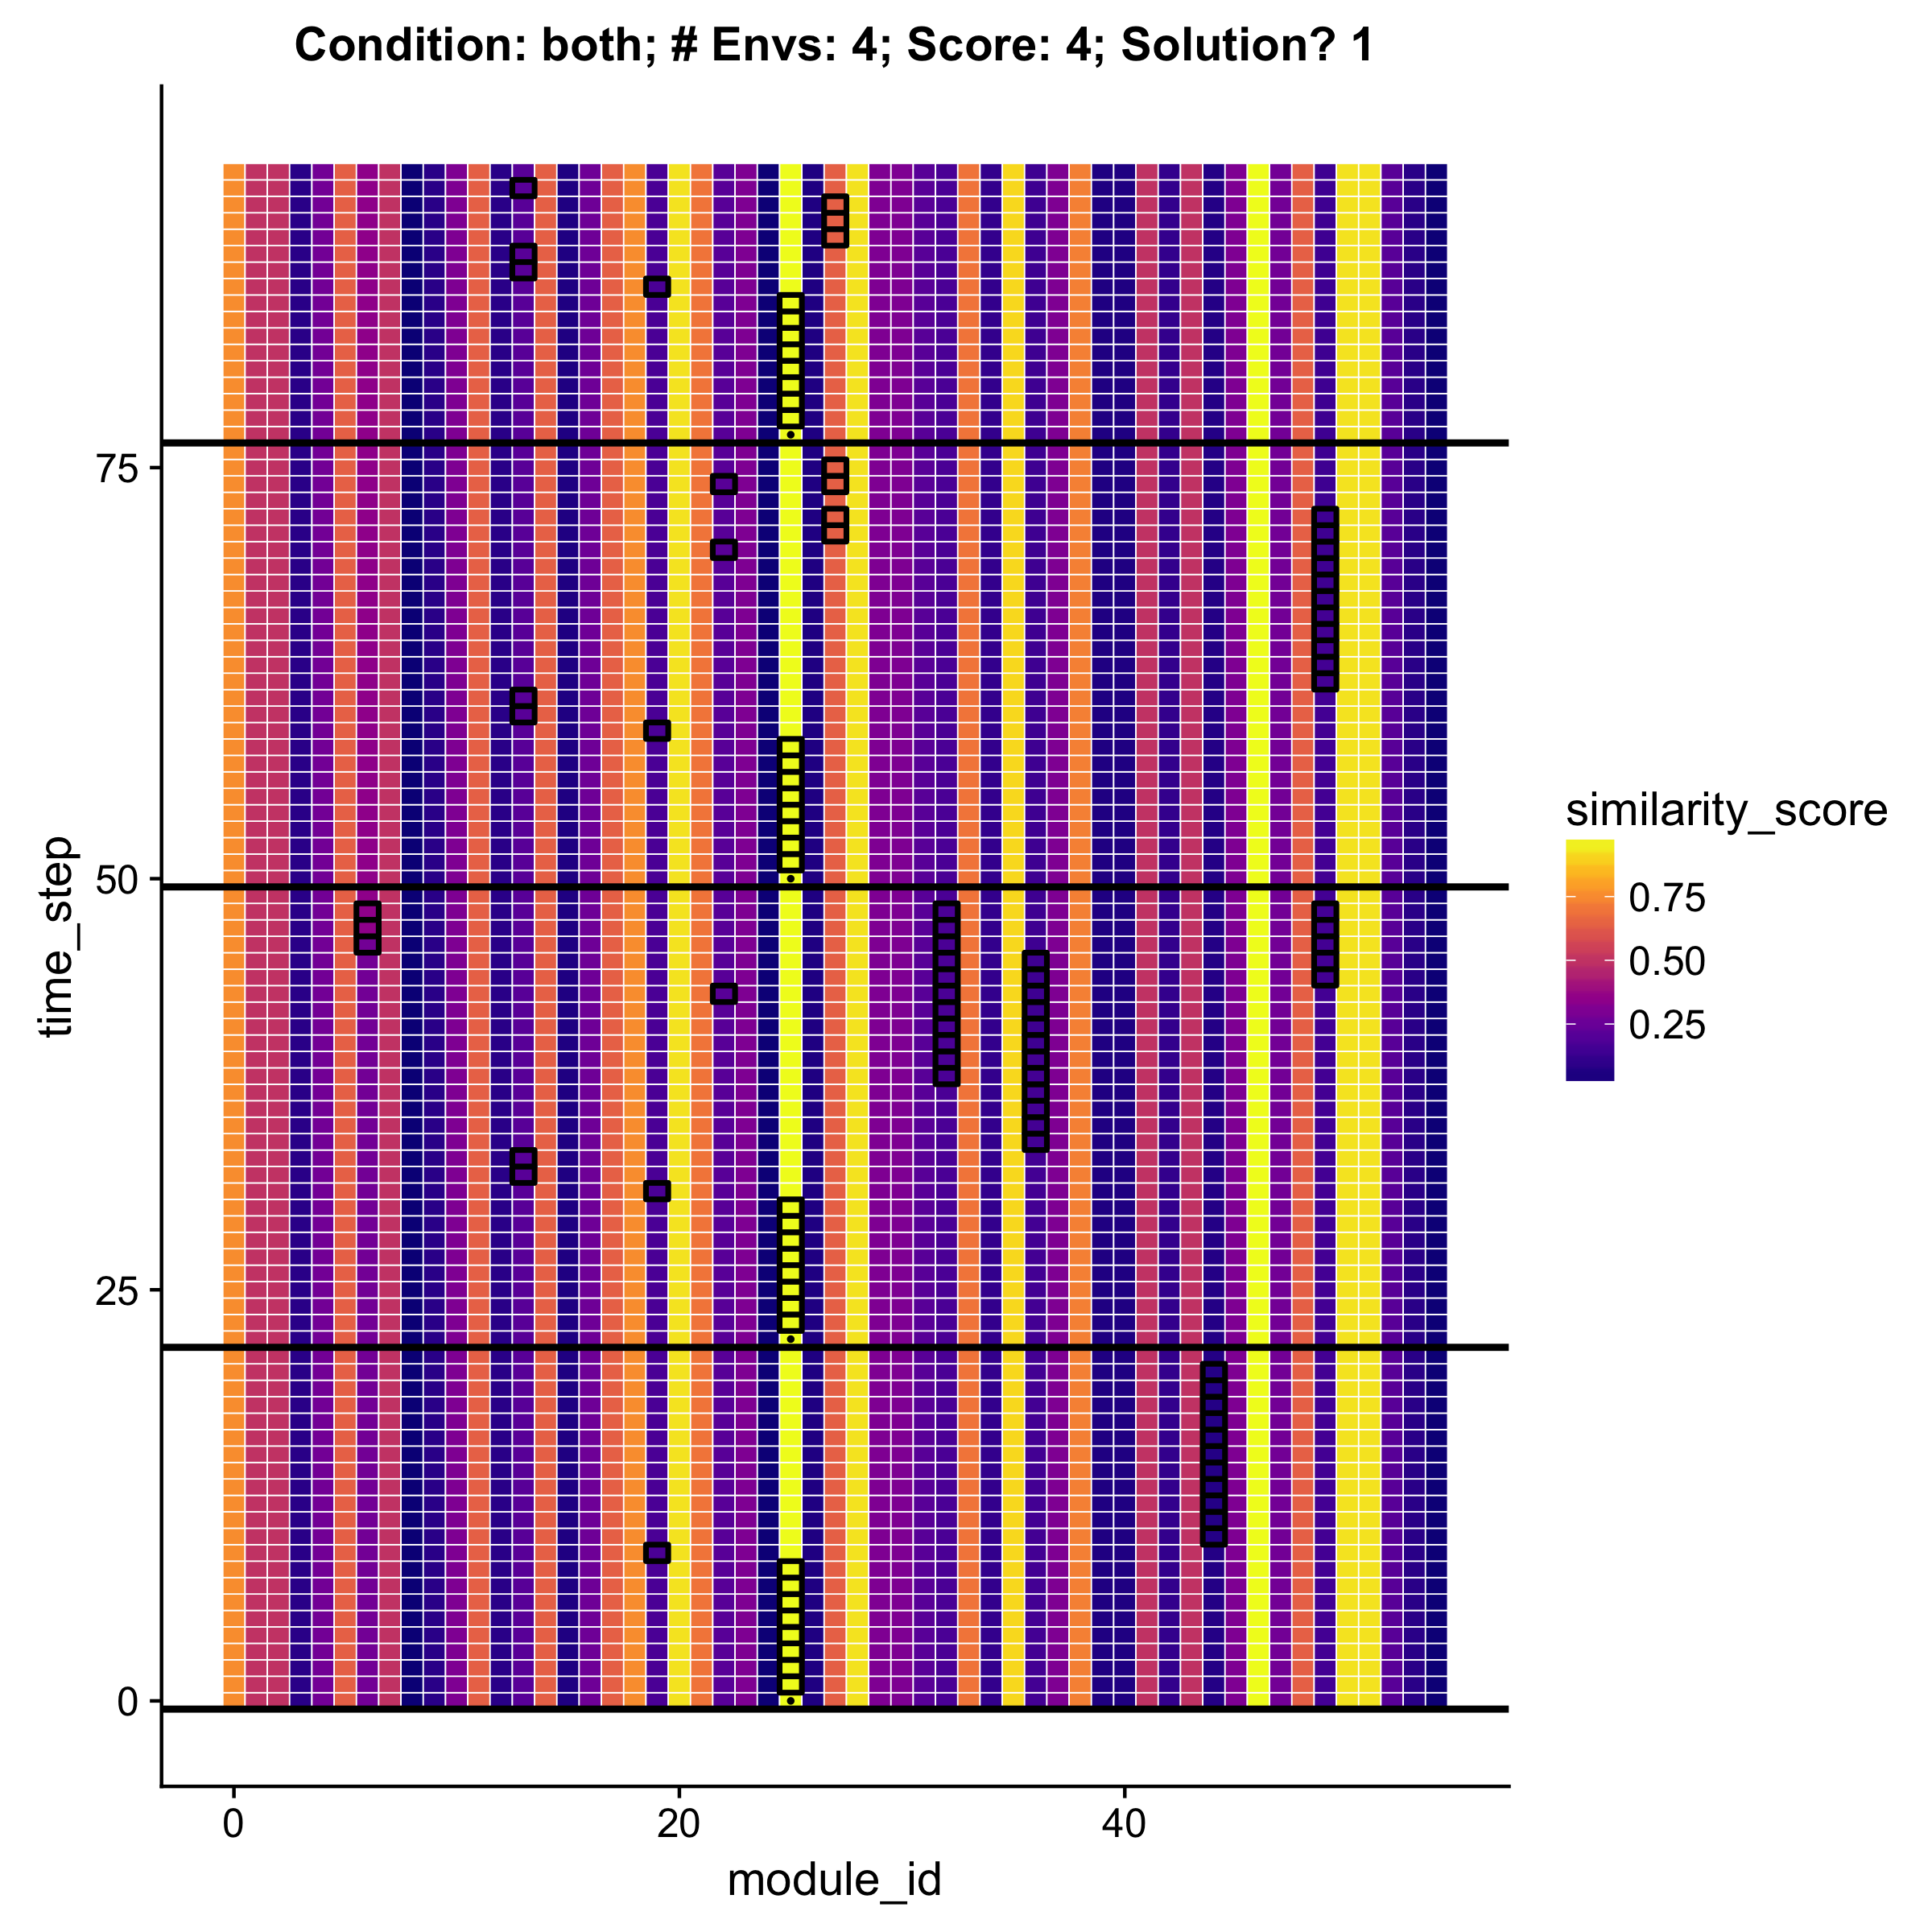 Condition: both; # Envs: 4; Score: 4; Solution? 1
time_step
75
50
25
0
0
20
40
module_id
similarity_score
0.75
0.50
0.25